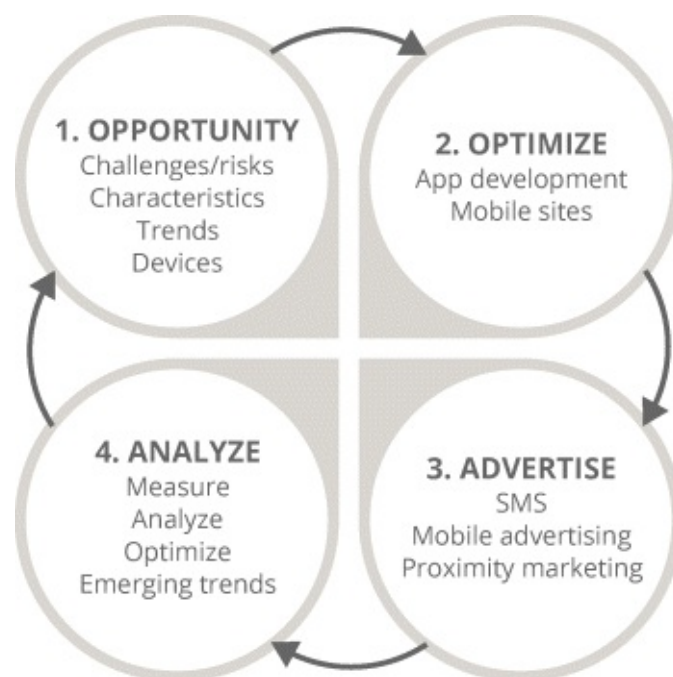 1. OPPORTUNITY
Challenges/risks
Characteristics
Trends
Devices
2. OPTIMIZE
App development
Mobile sites
3. ADVERTISE
SMS
Mobile advertising
Proximity marketing
4. ANALYZE
Measure
Analyze
Optimize
Emerging trends